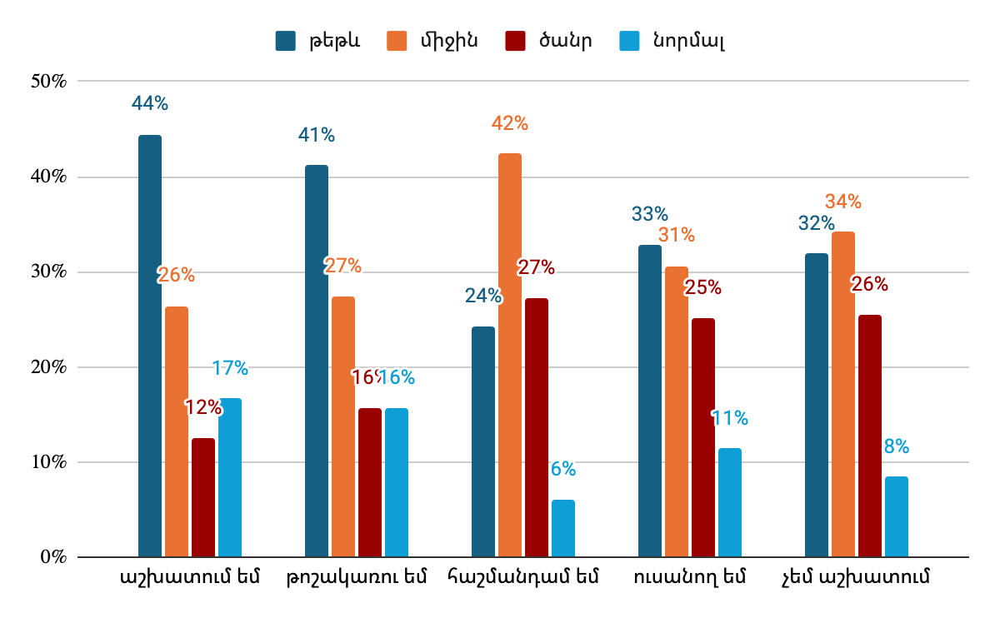 թեթև միջին ծանր նորմալ
50%
40%
30%
20%
10%
0%
44% 26% 12% 17%
41% 27% 16% 16%
24% 42% 27% 6%
33% 31% 25% 11%
32% 34% 26% 8%
աշխատում եմ թոշակառու եմ հաշմանդամ եմ ուսանող եմ չեմ աշխատում